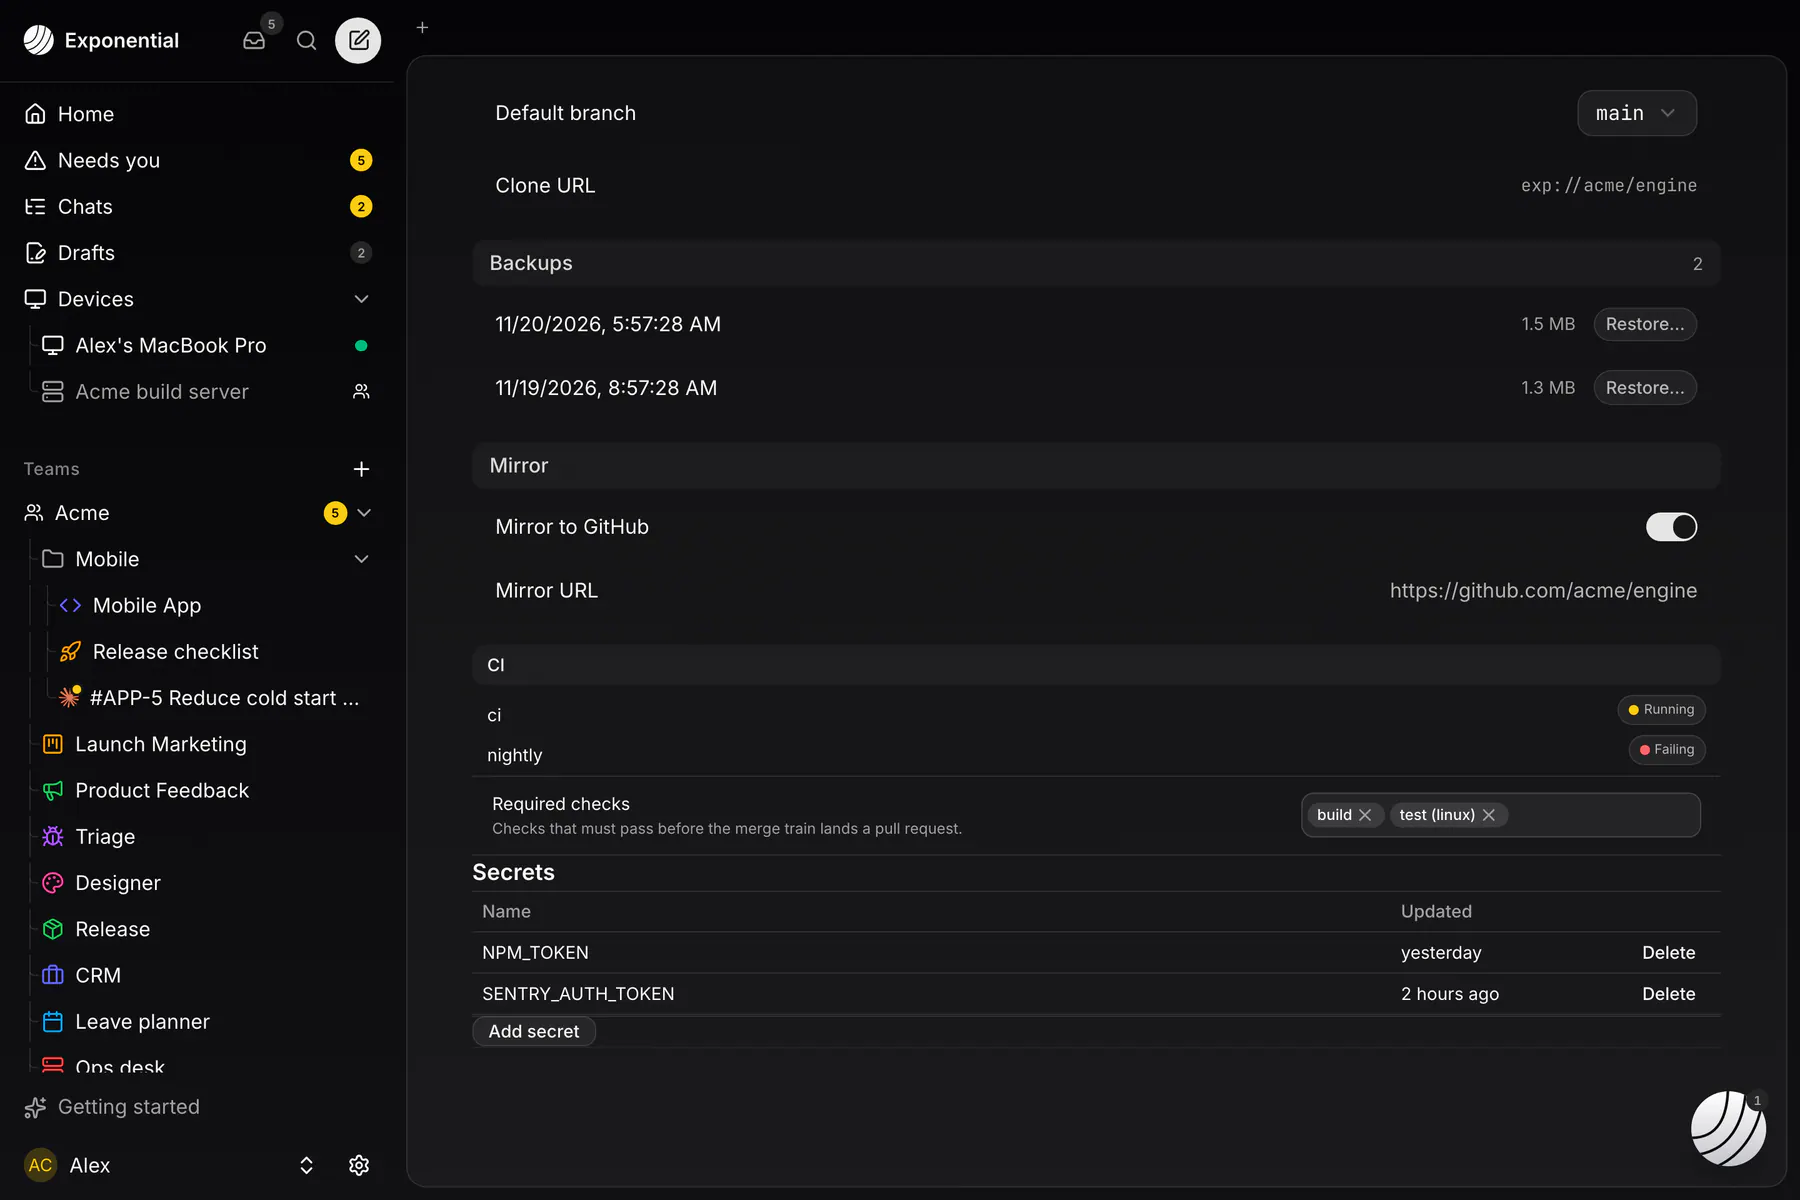 Exponential
5
Home
Needs you
5
Chats
2
Drafts
2
Devices
Alex's MacBook Pro
Acme build server
Teams
Acme
5
Mobile
Mobile App
Release checklist
#APP-5 Reduce cold start ...
Launch Marketing
Product Feedback
Triage
Designer
Release
CRM
Leave planner
Ops desk
Getting started
AC
Alex
Default branch
main
Clone URL
exp://acme/engine
Backups
2
11/20/2026, 5:57:28 AM
1.5 MB
Restore...
11/19/2026, 8:57:28 AM
1.3 MB
Restore...
Mirror
Mirror to GitHub
Mirror URL
https://github.com/acme/engine
CI
ci
Running
nightly
Failing
Required checks
Checks that must pass before the merge train lands a pull request.
build
test (linux)
Secrets
Name
Updated
NPM_TOKEN
yesterday
Delete
SENTRY_AUTH_TOKEN
2 hours ago
Delete
Add secret
1